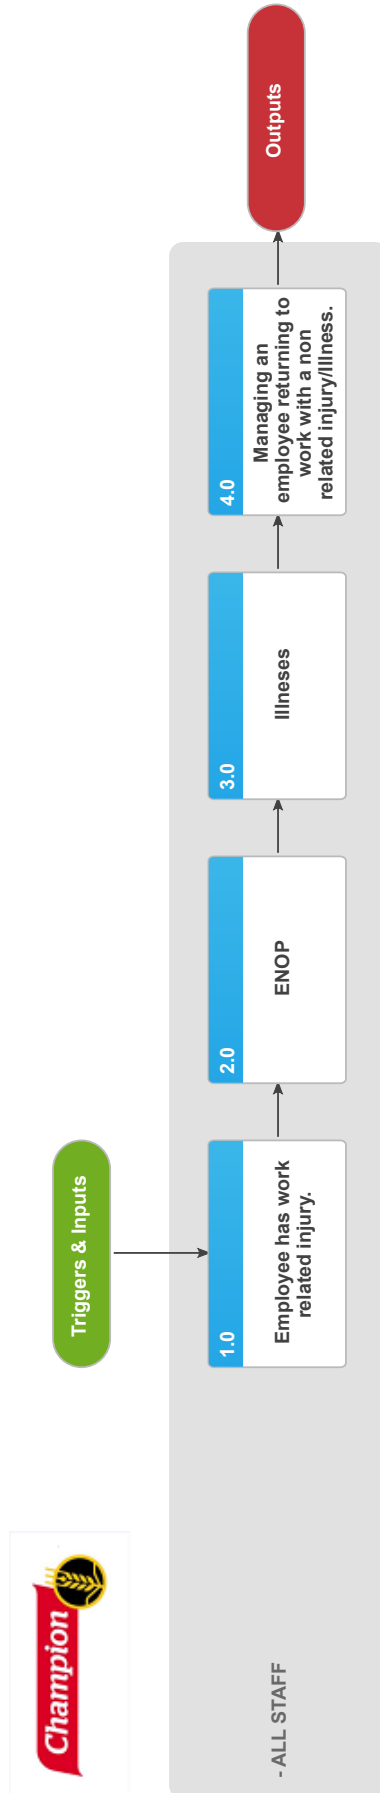 Champion
Triggers & Inputs
- ALL STAFF
1.0
Employee has work
related injury.
2.0
ENOP
3.0
Illneses
4.0
Managing an
employee returning to
work with a non
related injury/Illness.
Outputs